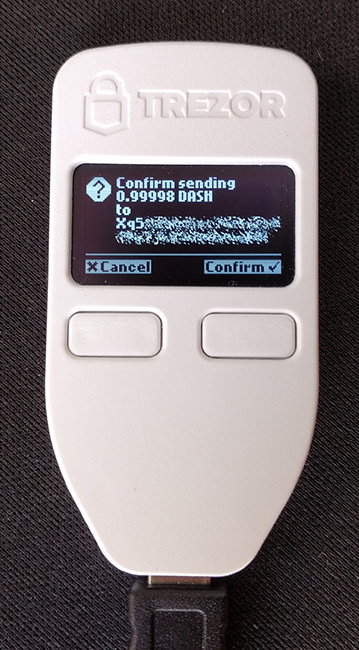 TREZOR
?
Confirm sending
0.99998 DASH
to
Xq5
×Cancel
Confirm✓